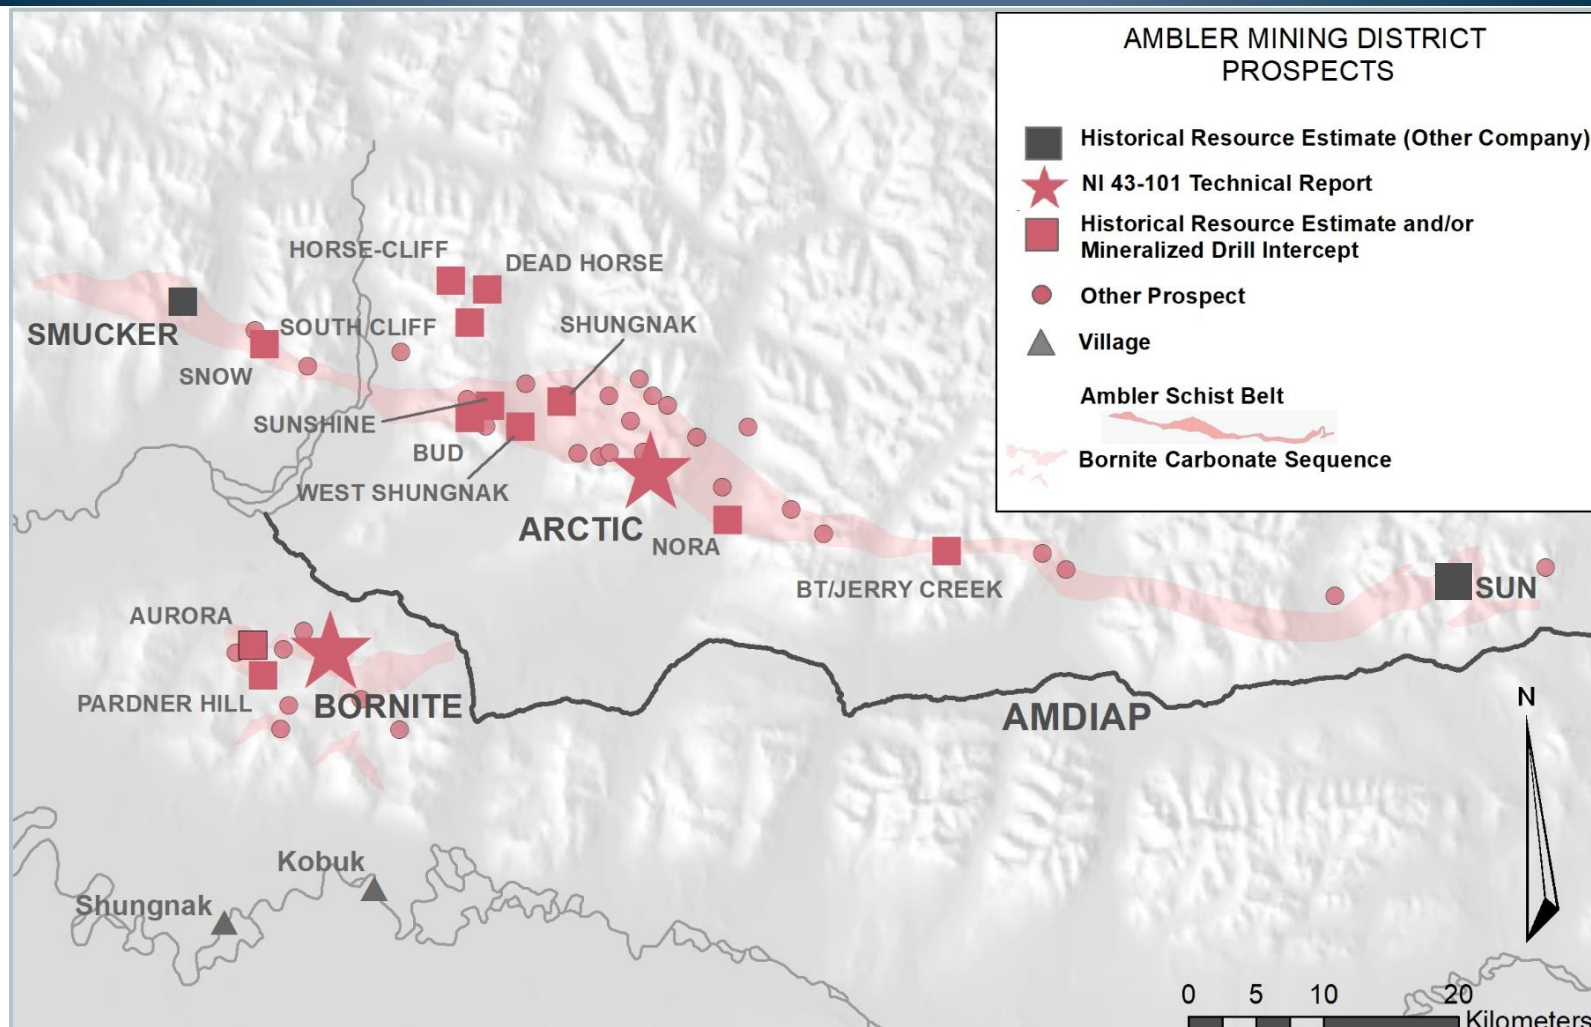 AMBLER MINING DISTRICT
PROSPECTS
Historical Resource Estimate (Other Company)
NI 43-101 Technical Report
Historical Resource Estimate and/or
Mineralized Drill Intercept
Other Prospect
Village
Ambler Schist Belt
Bornite Carbonate Sequence
HORSE-CLIFF
DEAD HORSE
SMUCKER
SOUTH CLIFF
SHUNGNAK
SNOW
SUNSHINE
BUD
WEST SHUNGNAK
ARCTIC
NORA
BT/JERRY CREEK
SUN
AURORA
PARDNER HILL
BORNITE
AMDIAP
N
Kobuk
Shungnak
0 5 10 20
Kilometers